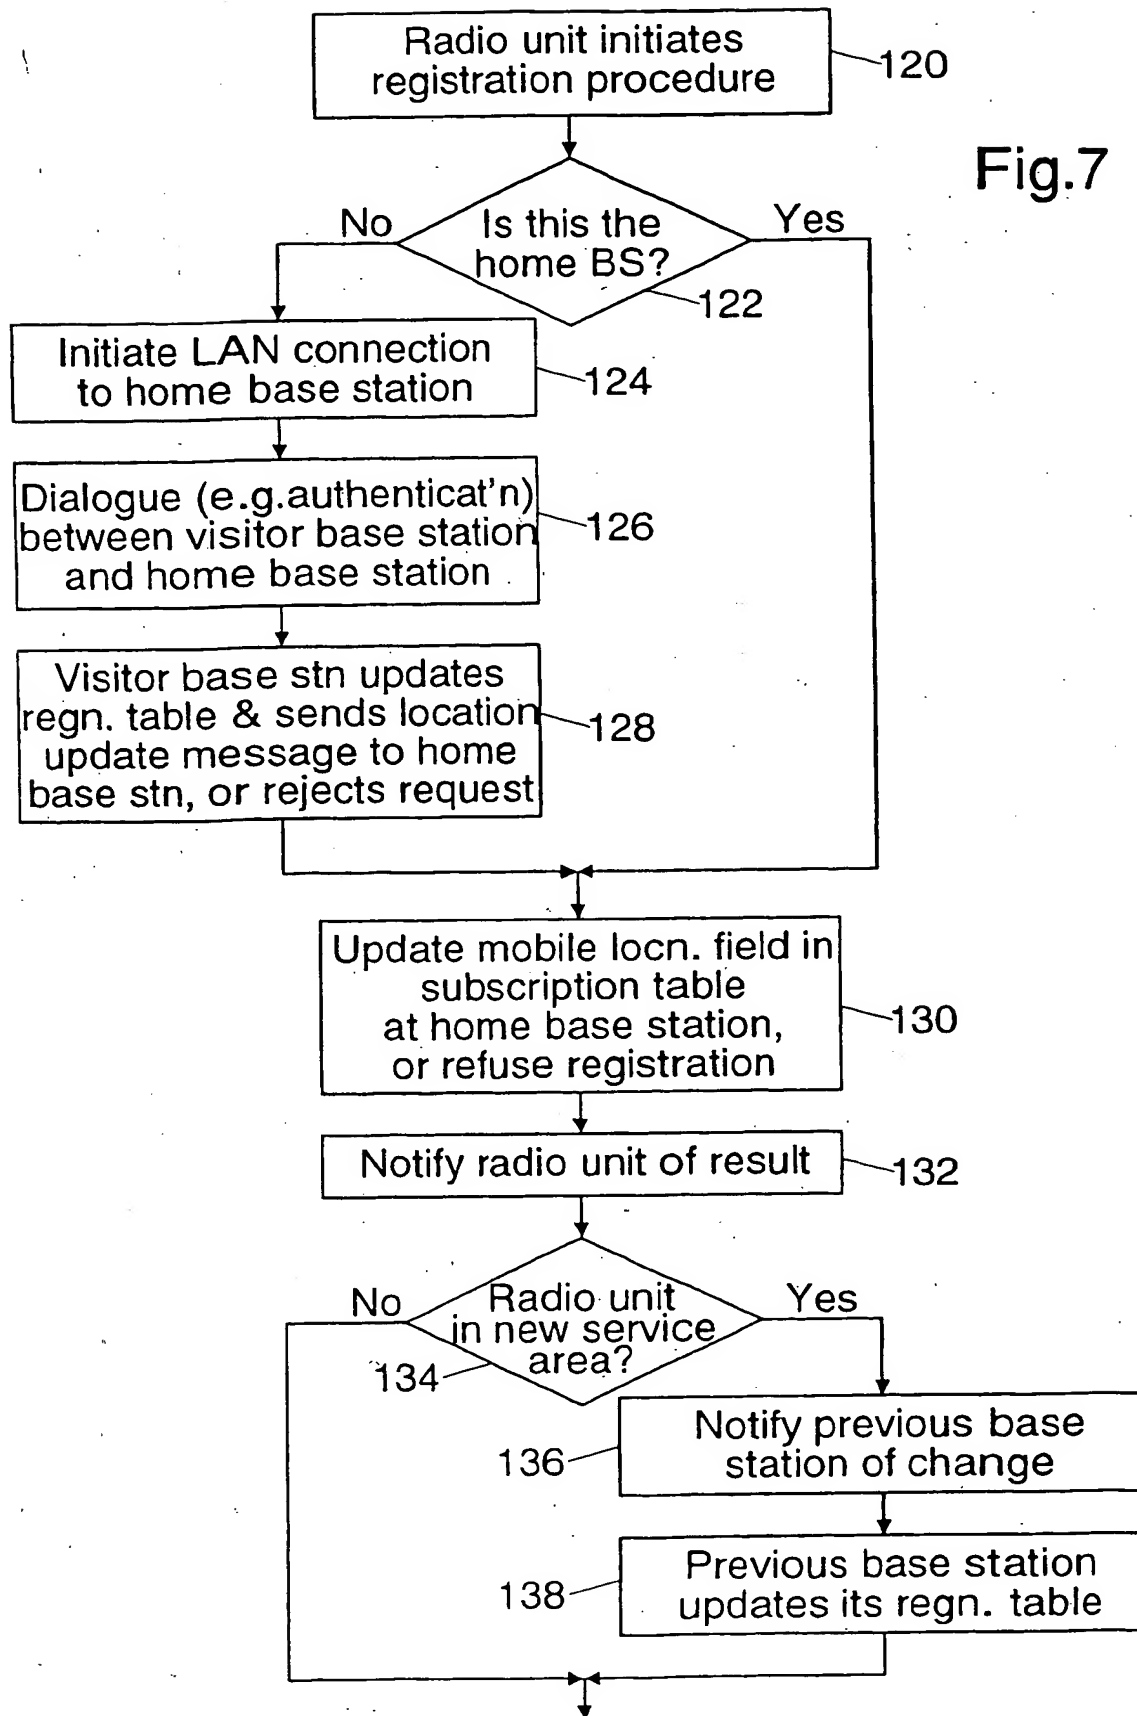 Radio unit initiates
registration procedure
120
Fig.7
No
Yes
Is this the
home BS?
122
Initiate LAN connection
to home base station
124
Dialogue (e.g.authenticat'n)
between visitor base station
and home base station
126
Visitor base stn updates
regn. table & sends location
update message to home
base stn, or rejects request
128
Update mobile locn. field in
subscription table
at home base station,
or refuse registration
130
Notify radio unit of result
132
No
Yes
Radio unit
in new service
area?
134
Notify previous base
station of change
136
Previous base station
updates its regn. table
138